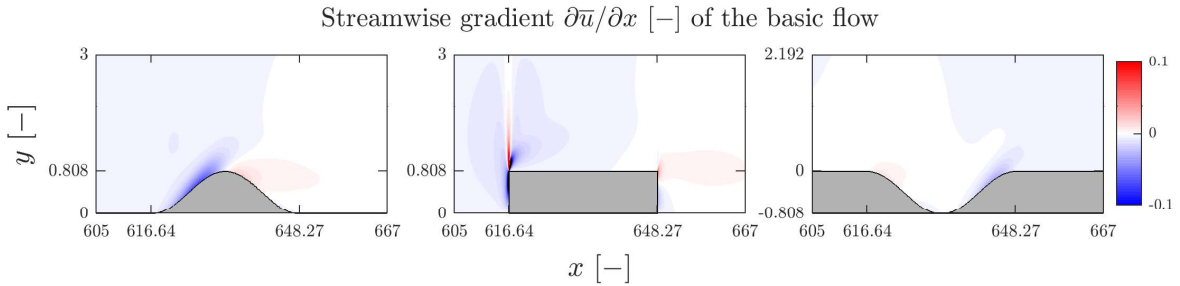 Streamwise gradient ∂u̅/∂x [−] of the basic flow
3
0.808
0
605 616.64 648.27 667
3
0.808
0
605 616.64 648.27 667
2.192
0
-0.808
605 616.64 648.27 667
0.1
0
-0.1
y [−]
x [−]